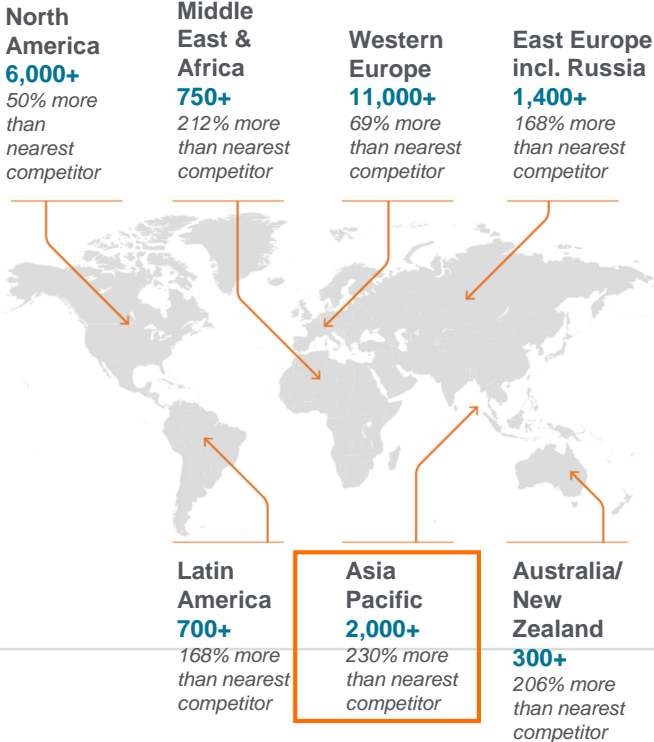 North
America
6,000+
50% more
than
nearest
competitor
Middle
East &
Africa
750+
212% more
than nearest
competitor
Western
Europe
11,000+
69% more
than nearest
competitor
East Europe
incl. Russia
1,400+
168% more
than nearest
competitor
Latin
America
700+
168% more
than nearest
competitor
Asia
Pacific
2,000+
230% more
than nearest
competitor
Australia/
New
Zealand
300+
206% more
than nearest
competitor